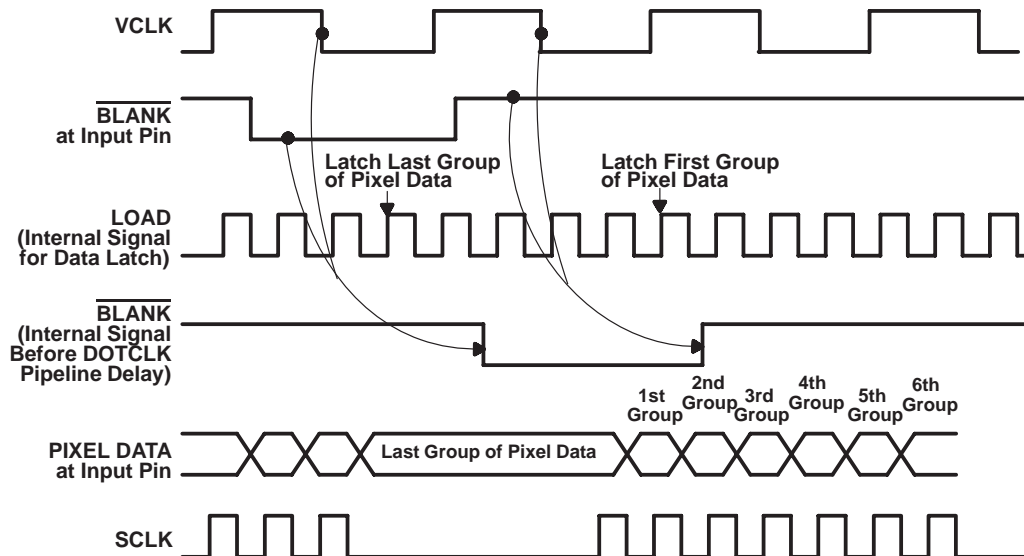 VCLK
BLANK
at Input Pin
Latch Last Group
of Pixel Data
Latch First Group
of Pixel Data
LOAD
(Internal Signal
for Data Latch)
BLANK
(Internal Signal
Before DOTCLK
Pipeline Delay)
1st
Group
2nd
Group
3rd
Group
4th
Group
5th
Group
6th
Group
PIXEL DATA
at Input Pin
Last Group of Pixel Data
SCLK